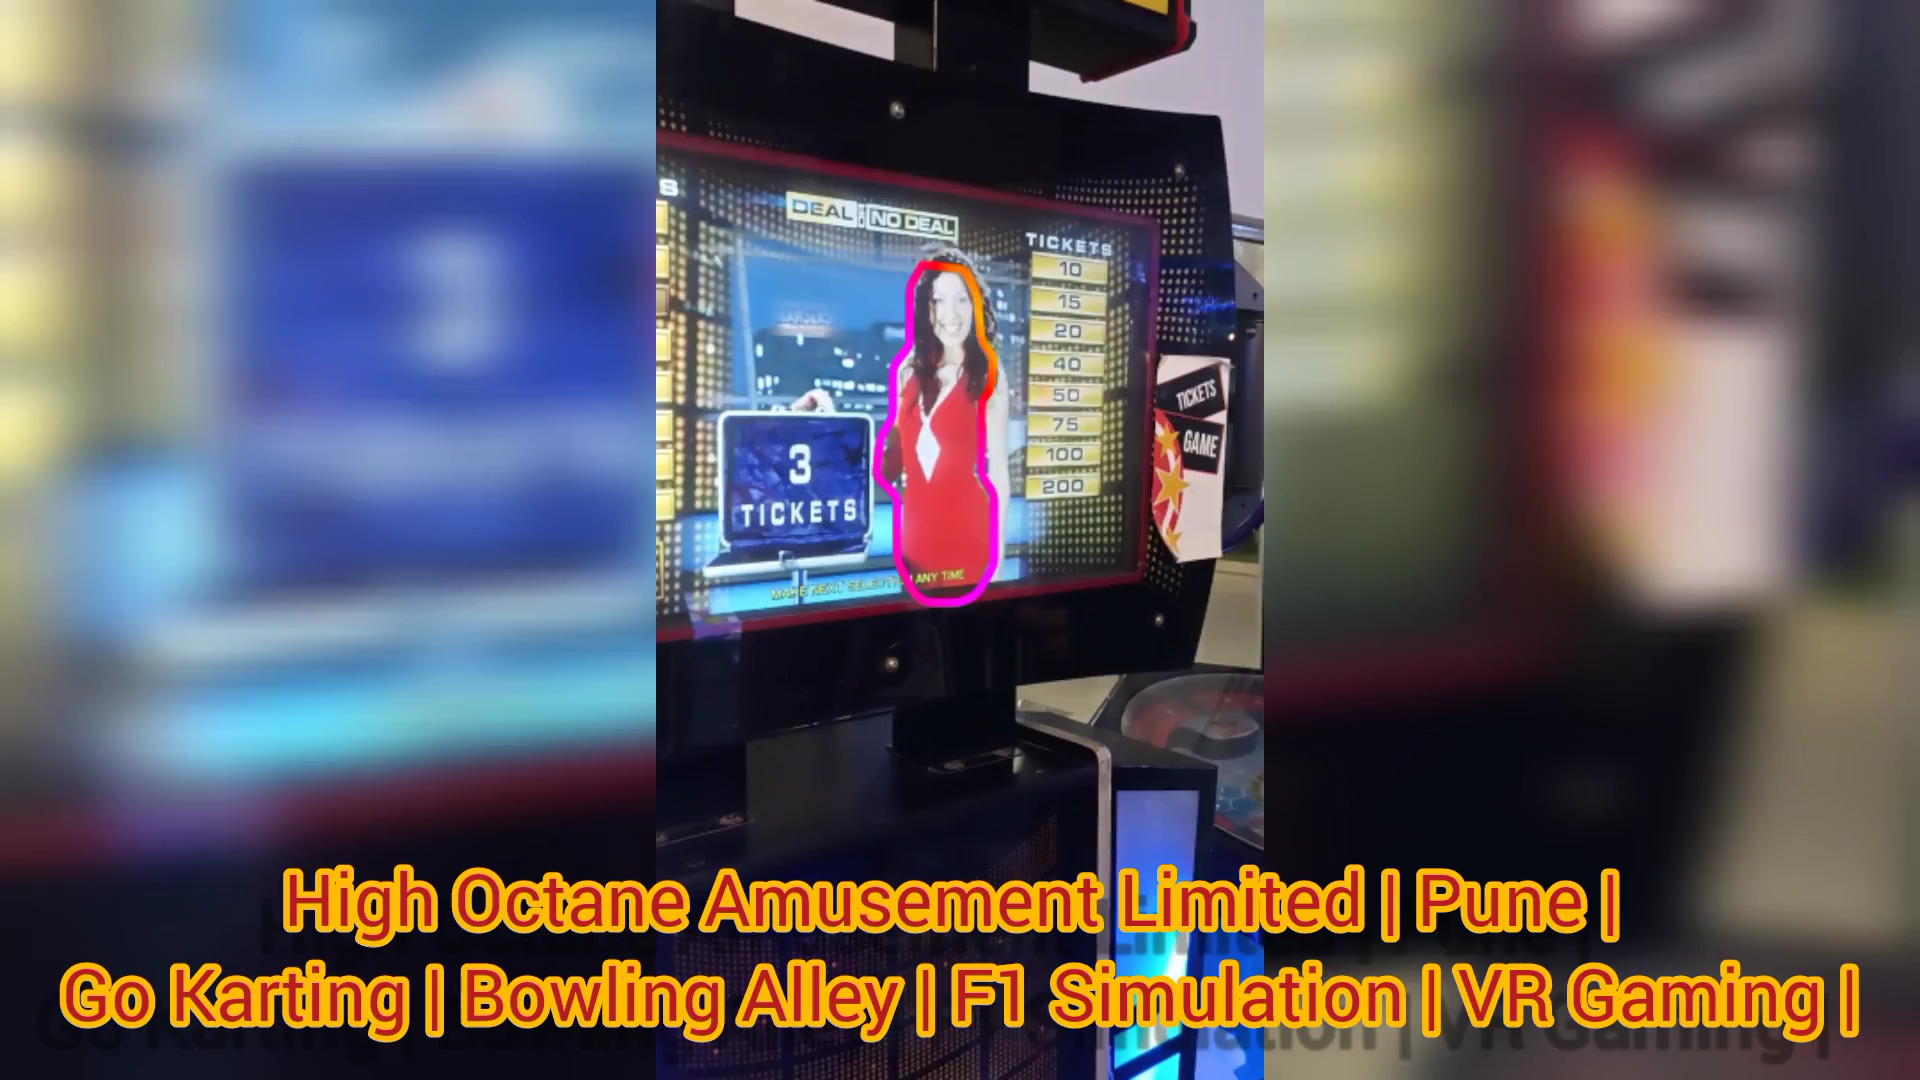 S
DEAL OR NO DEAL
TICKETS
10
15
20
40
50
75
100
200
3
TICKETS
TICKETS
GAME
ANY TIME
High Octane Amusement Limited | Pune |
Go Karting | Bowling Alley | F1 Simulation | VR Gaming |